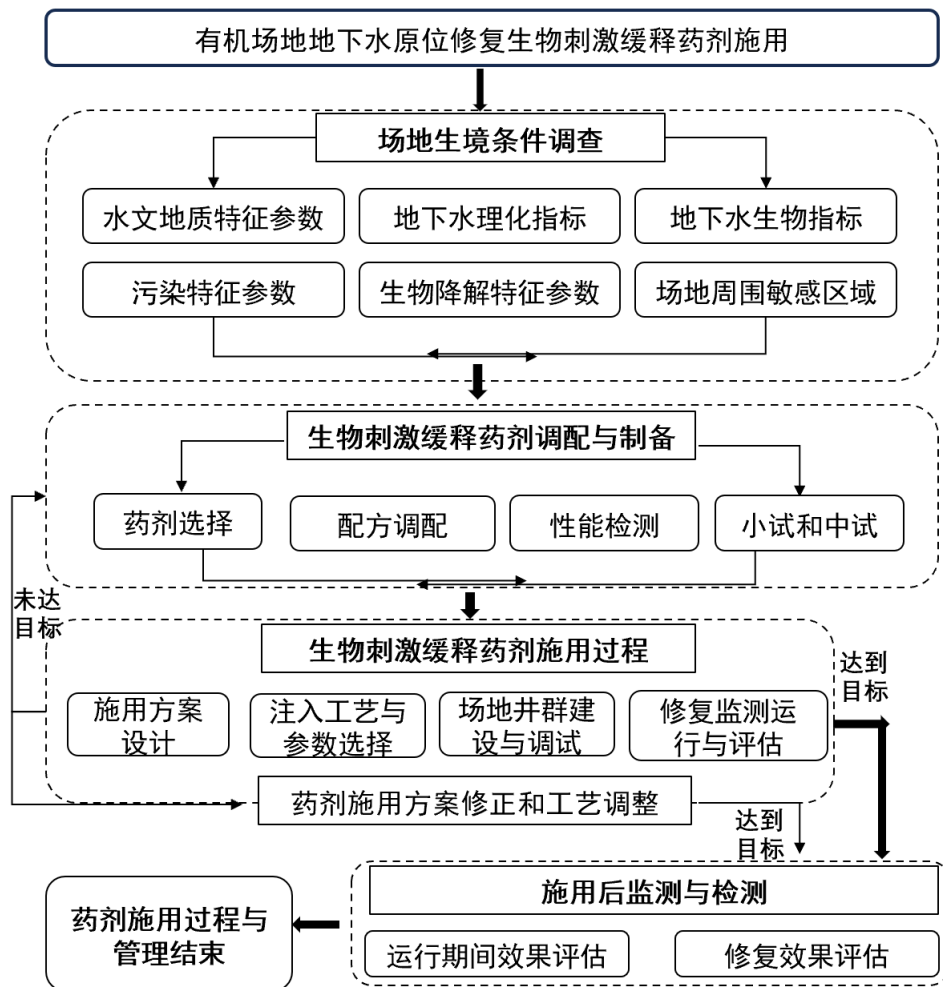 有机场地地下水原位修复生物刺激缓释药剂施用
场地生境条件调查
水文地质特征参数
地下水理化指标
地下水生物指标
污染特征参数
生物降解特征参数
场地周围敏感区域
生物刺激缓释药剂调配与制备
药剂选择
配方调配
性能检测
小试和中试
未达
目标
生物刺激缓释药剂施用过程
达到
目标
施用方案
设计
注入工艺与
参数选择
场地井群建
设与调试
修复监测运
行与评估
药剂施用方案修正和工艺调整
达到
目标
施用后监测与检测
药剂施用过程与
管理结束
运行期间效果评估
修复效果评估